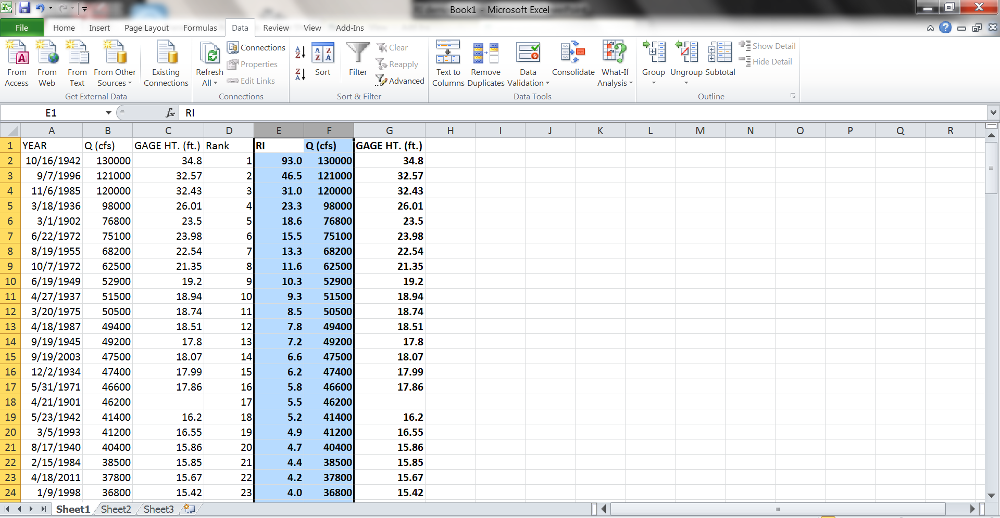 Book1 - Microsoft Excel
File Home Insert Page Layout Formulas Data Review View Add-Ins
From Access
From Web
From Text
From Other Sources
Existing Connections
Get External Data
Refresh All
Connections
Properties
Edit Links
Connections
Sort
Filter
Clear
Reapply
Advanced
Sort & Filter
Text to Columns
Remove Duplicates
Data Validation
Consolidate
What-If Analysis
Data Tools
Group
Ungroup
Subtotal
Show Detail
Hide Detail
Outline
E1 fx RI
A B C D E F G H I J K L M N O P Q R
1 YEAR Q (cfs) GAGE HT. (ft.) Rank RI Q (cfs) GAGE HT. (ft.)
2 10/16/1942 130000 34.8 1 93.0 130000 34.8
3 9/7/1996 121000 32.57 2 46.5 121000 32.57
4 11/6/1985 120000 32.43 3 31.0 120000 32.43
5 3/18/1936 98000 26.01 4 23.3 98000 26.01
6 3/1/1902 76800 23.5 5 18.6 76800 23.5
7 6/22/1972 75100 23.98 6 15.5 75100 23.98
8 8/19/1955 68200 22.54 7 13.3 68200 22.54
9 10/7/1972 62500 21.35 8 11.6 62500 21.35
10 6/19/1949 52900 19.2 9 10.3 52900 19.2
11 4/27/1937 51500 18.94 10 9.3 51500 18.94
12 3/20/1975 50500 18.74 11 8.5 50500 18.74
13 4/18/1987 49400 18.51 12 7.8 49400 18.51
14 9/19/1945 49200 17.8 13 7.2 49200 17.8
15 9/19/2003 47500 18.07 14 6.6 47500 18.07
16 12/2/1934 47400 17.99 15 6.2 47400 17.99
17 5/31/1971 46600 17.86 16 5.8 46600 17.86
18 4/21/1901 46200 17 5.5 46200
19 5/23/1942 41400 16.2 18 5.2 41400 16.2
20 3/5/1993 41200 16.55 19 4.9 41200 16.55
21 8/17/1940 40400 15.86 20 4.7 40400 15.86
22 2/15/1984 38500 15.85 21 4.4 38500 15.85
23 4/18/2011 37800 15.67 22 4.2 37800 15.67
24 1/9/1998 36800 15.42 23 4.0 36800 15.42
Sheet1 Sheet2 Sheet3